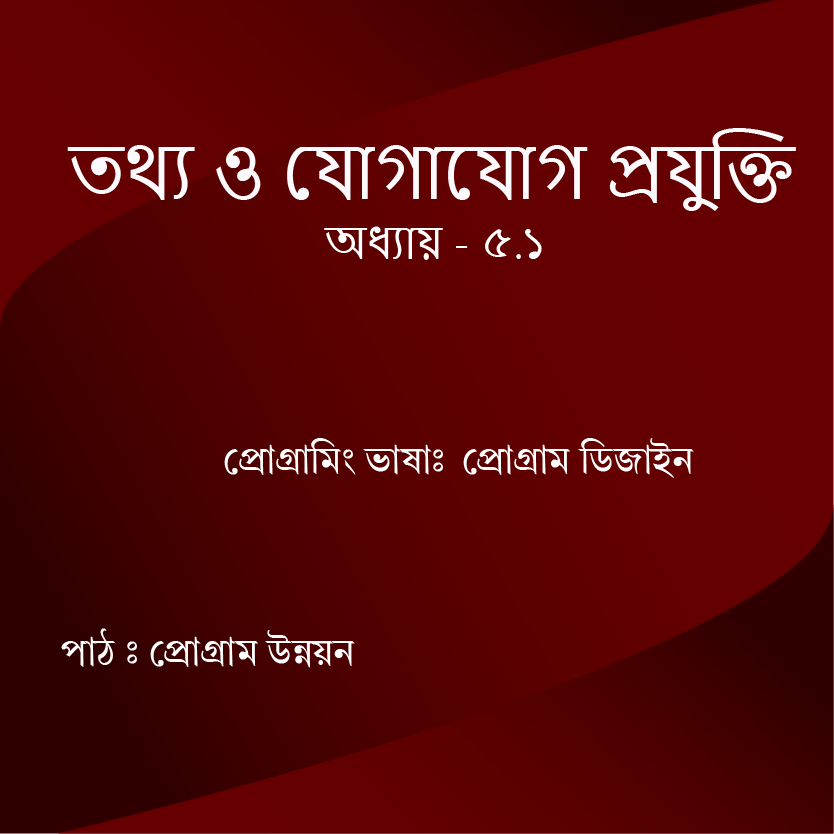 তথ্য ও যোগাযোগ প্রযুক্তি
অধ্যায় - ৫.১
প্রোগ্রামিং ভাষাঃ প্রোগ্রাম ডিজাইন
পাঠ ঃ প্রোগ্রাম উন্নয়ন